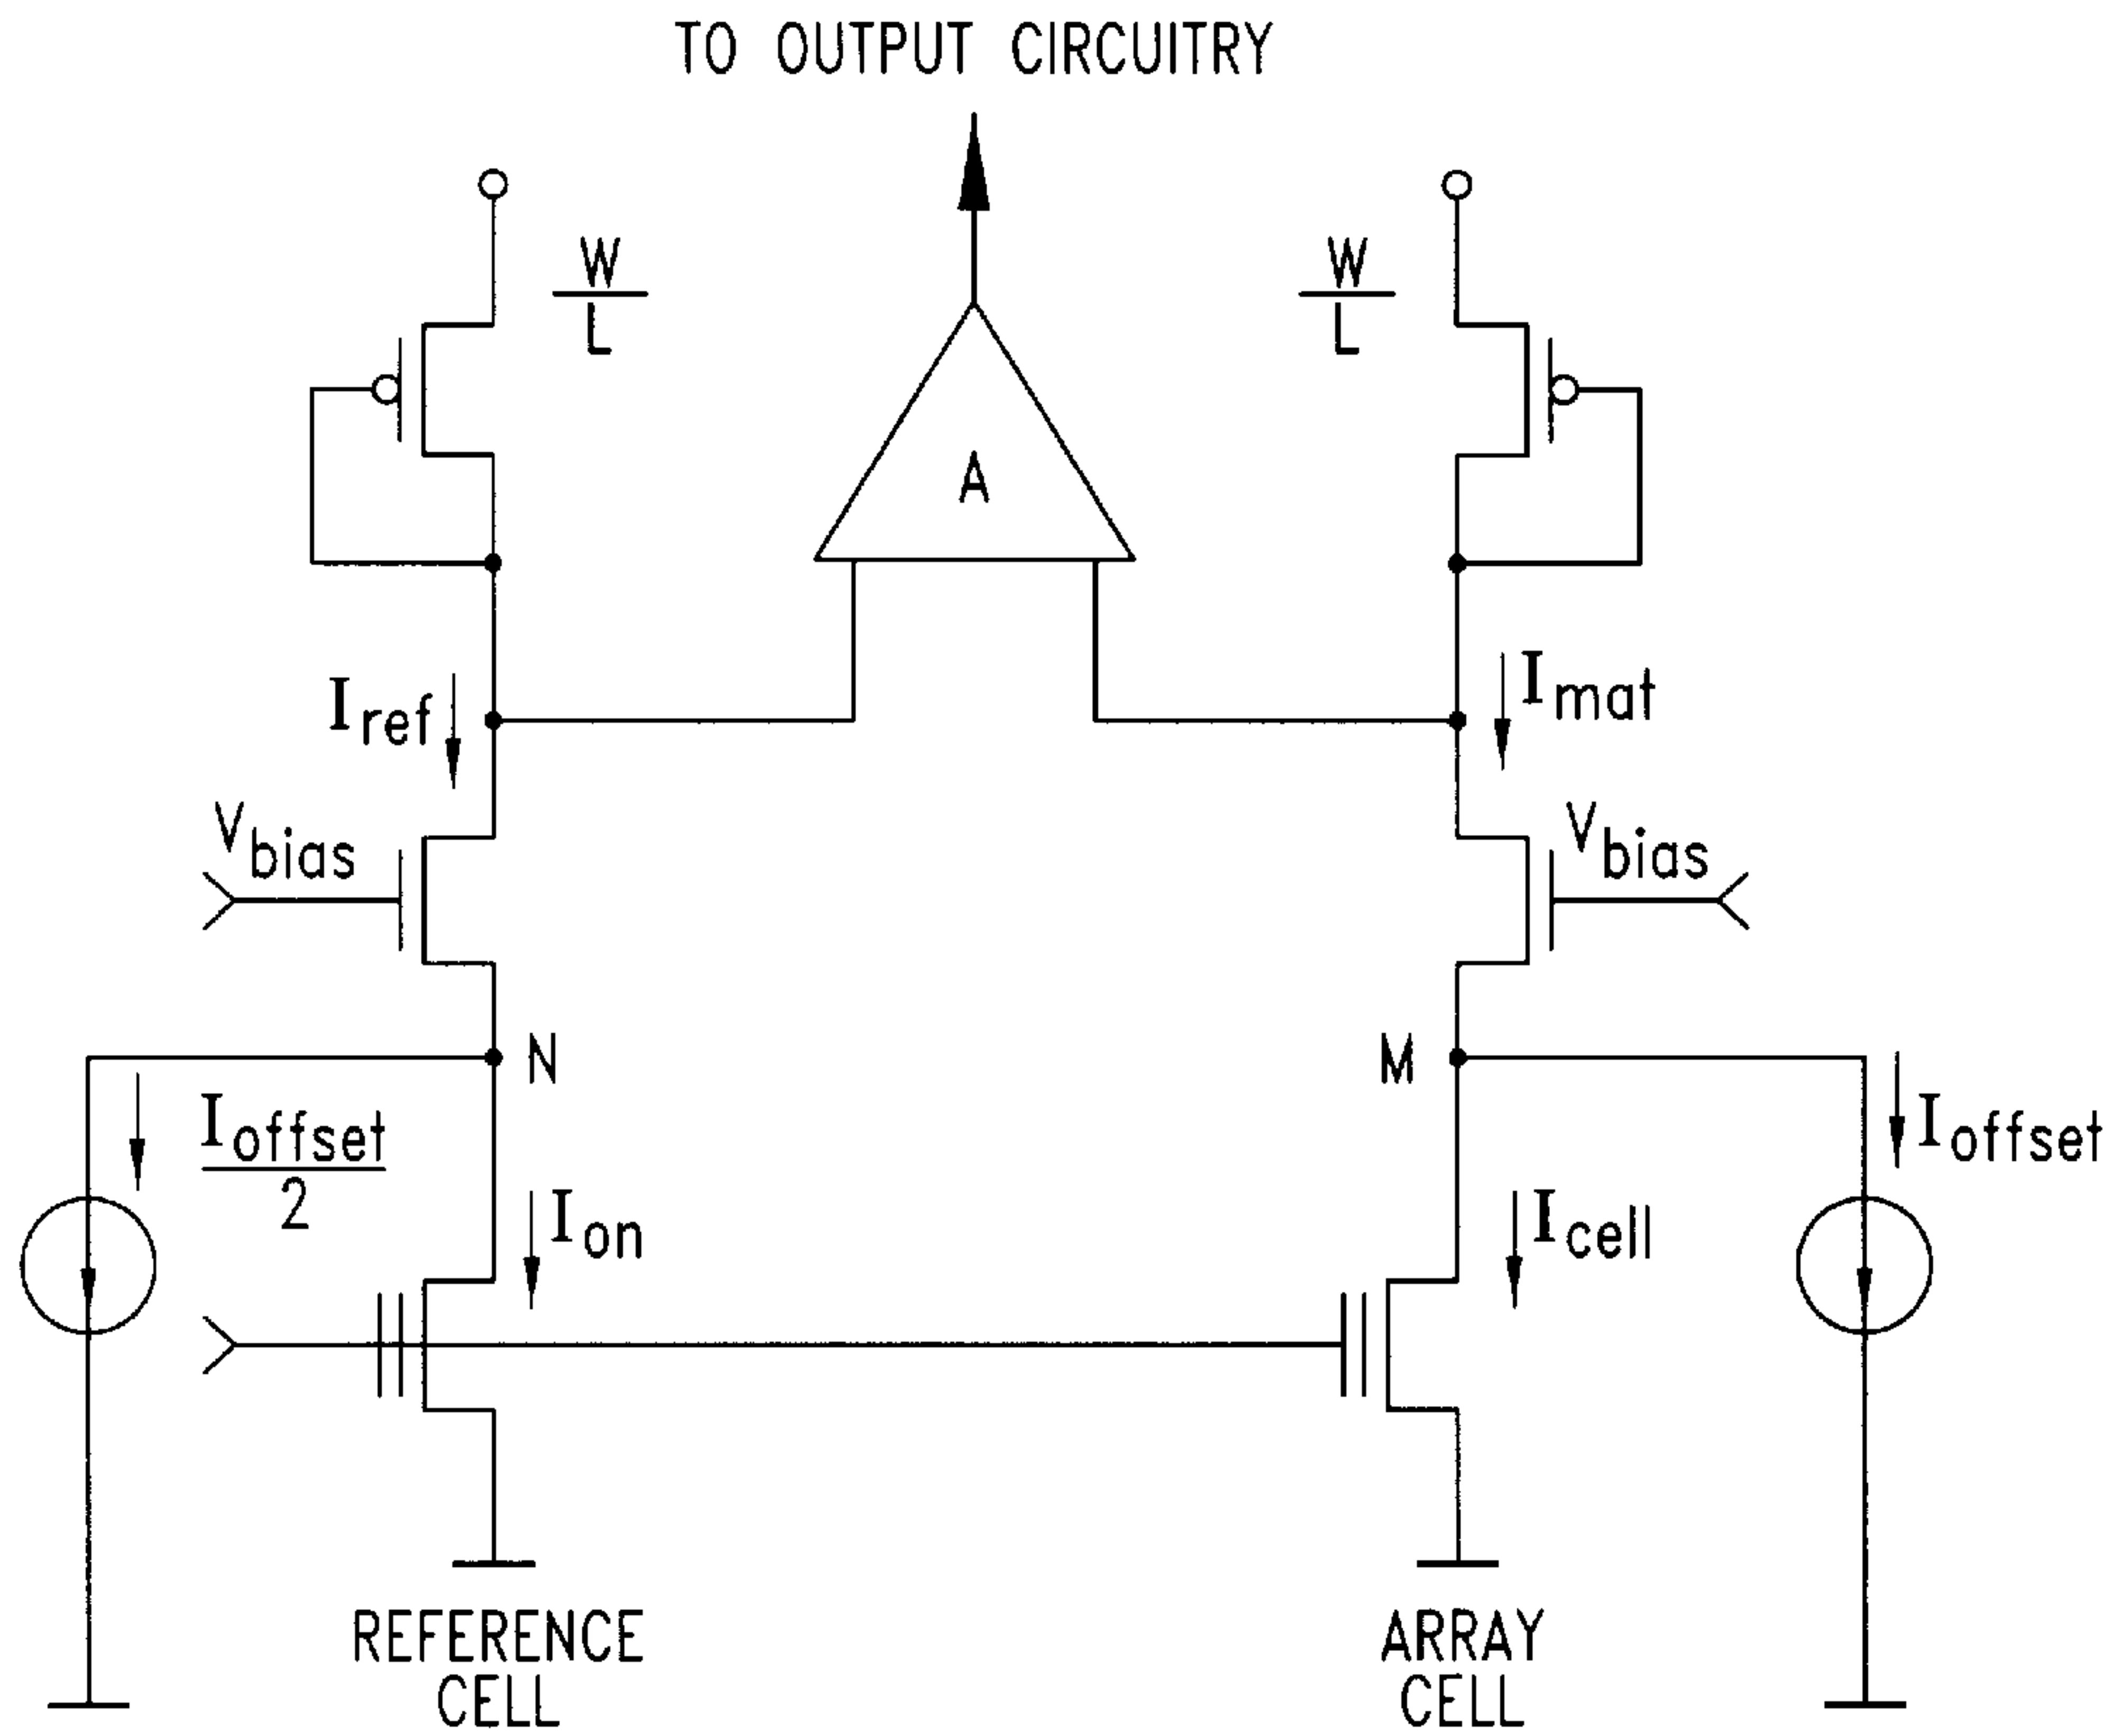 TO OUTPUT CIRCUITRY
W
L
W
L
A
Iref
Imat
Vbias
Vbias
N
M
Ioffset
2
Ioffset
Ion
Icell
REFERENCE
CELL
ARRAY
CELL